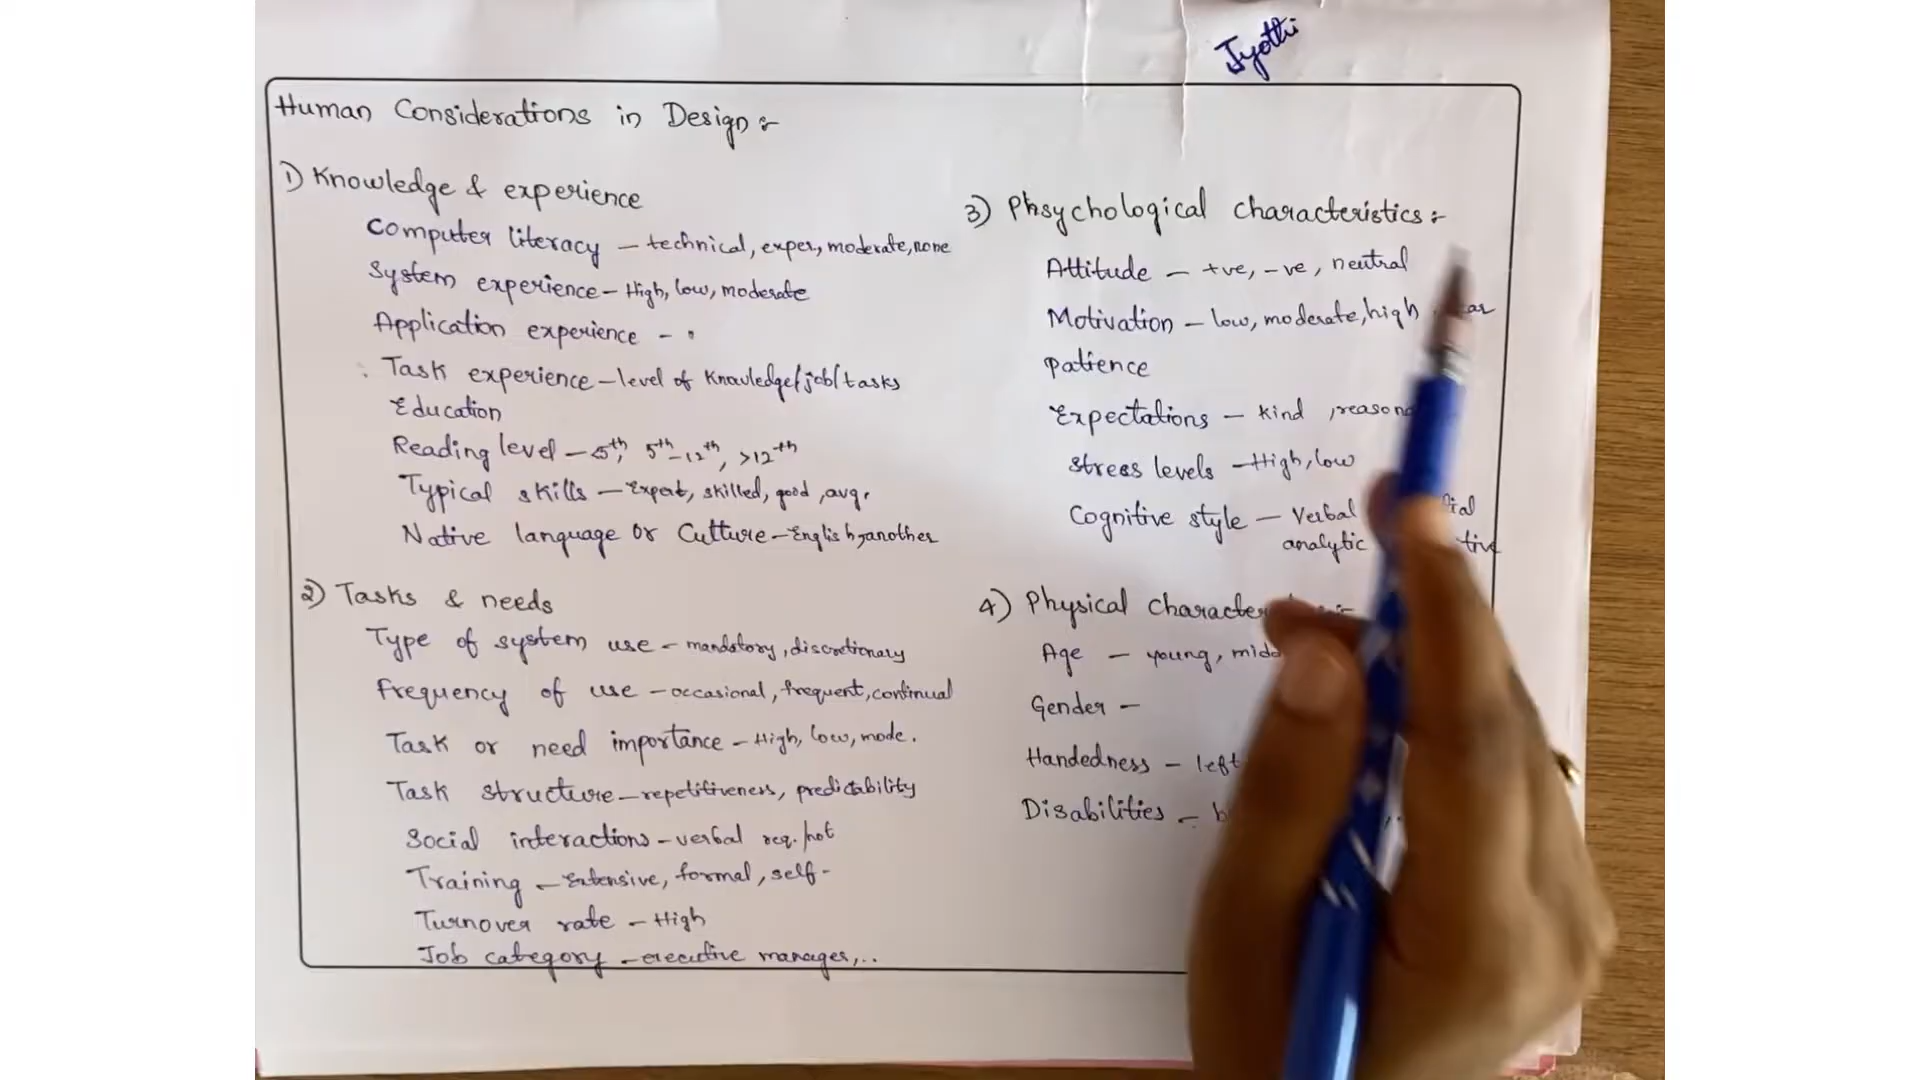 Jyothi
Human Considerations in Design :-
1) Knowledge & experience
Computer literacy - technical, exper, moderate, none
System experience - High, low, moderate
Application experience - "
Task experience - level of knowledge/job/tasks
Education
Reading level - <5th, 5th-12th, >12th
Typical skills - Expert, skilled, good, avg.
Native language or Culture - English, another
2) Tasks & needs
Type of system use - mandatory, discretionary
Frequency of use - occasional, frequent, continual
Task or need importance - High, low, mode.
Task structure - repetitiveness, predictability
Social interactions - verbal req./not
Training - Extensive, formal, self-
Turnover rate - High
Job category - executive manager,..
3) Phsychological characteristics :-
Attitude - +ve, -ve, neutral
Motivation - low, moderate, high
patience
Expectations - kind, reason
stress levels - High, low
Cognitive style - Verbal
analytic
4) Physical
Age - young,
Gender -
Handedness - left
Disabilities -